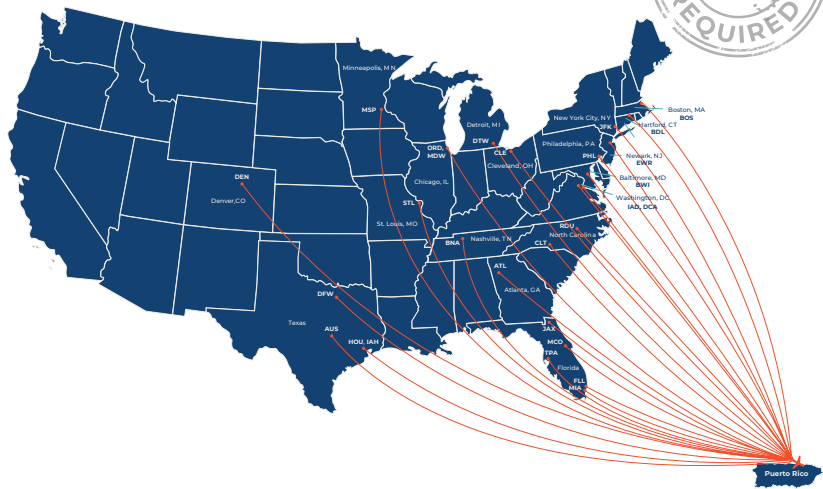 REQUIRED
Minneapolis, MN
MSP
Detroit, MI
DTW
ORD,
MDW
CLE
Cleveland, OH
Chicago, IL
New York City, NY
JFK
Boston, MA
BOS
Hartford, CT
BDL
Philadelphia, PA
PHL
Newark, NJ
EWR
Baltimore, MD
BWI
Washington, DC
IAD, DCA
DEN
Denver,CO
STL
St. Louis, MO
BNA
Nashville, TN
RDU
North Carolina
CLT
ATL
Atlanta, GA
DFW
Texas
AUS
HOU, IAH
JAX
MCO
TPA
Florida
FLL
MIA
Puerto Rico